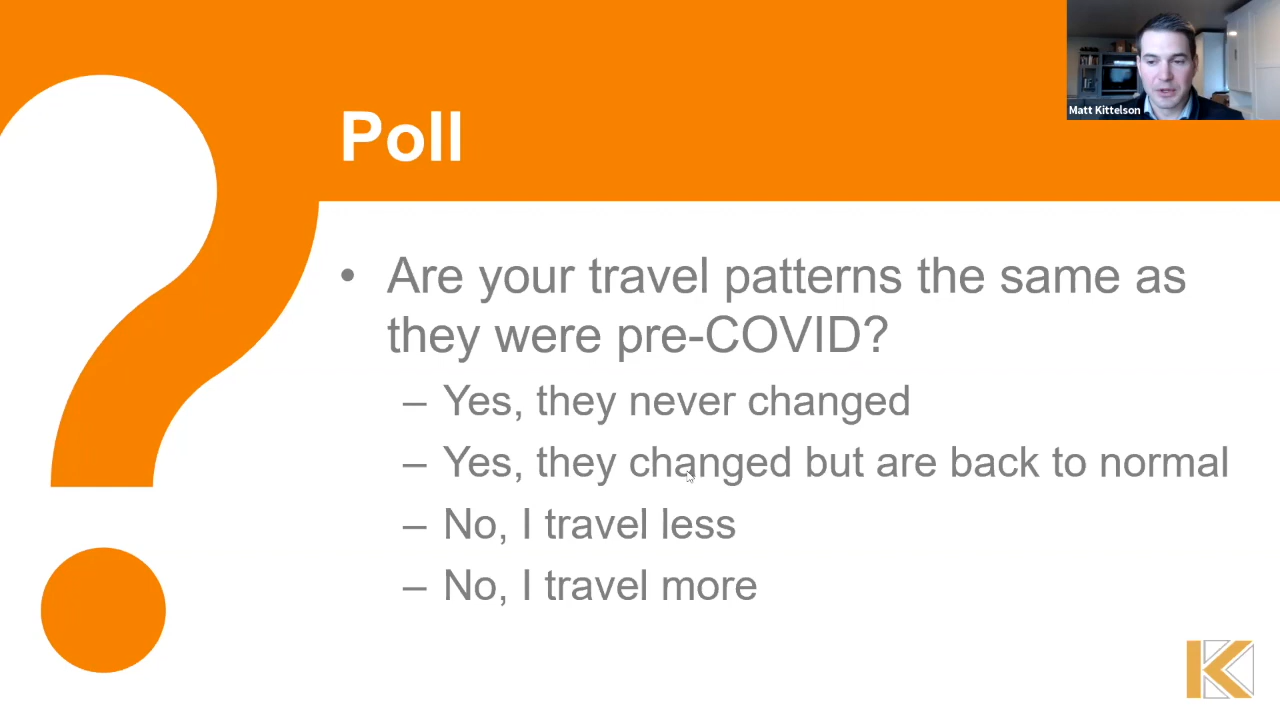 Matt Kittelson
Poll
• Are your travel patterns the same as
they were pre-COVID?
– Yes, they never changed
– Yes, they changed but are back to normal
– No, I travel less
– No, I travel more
K